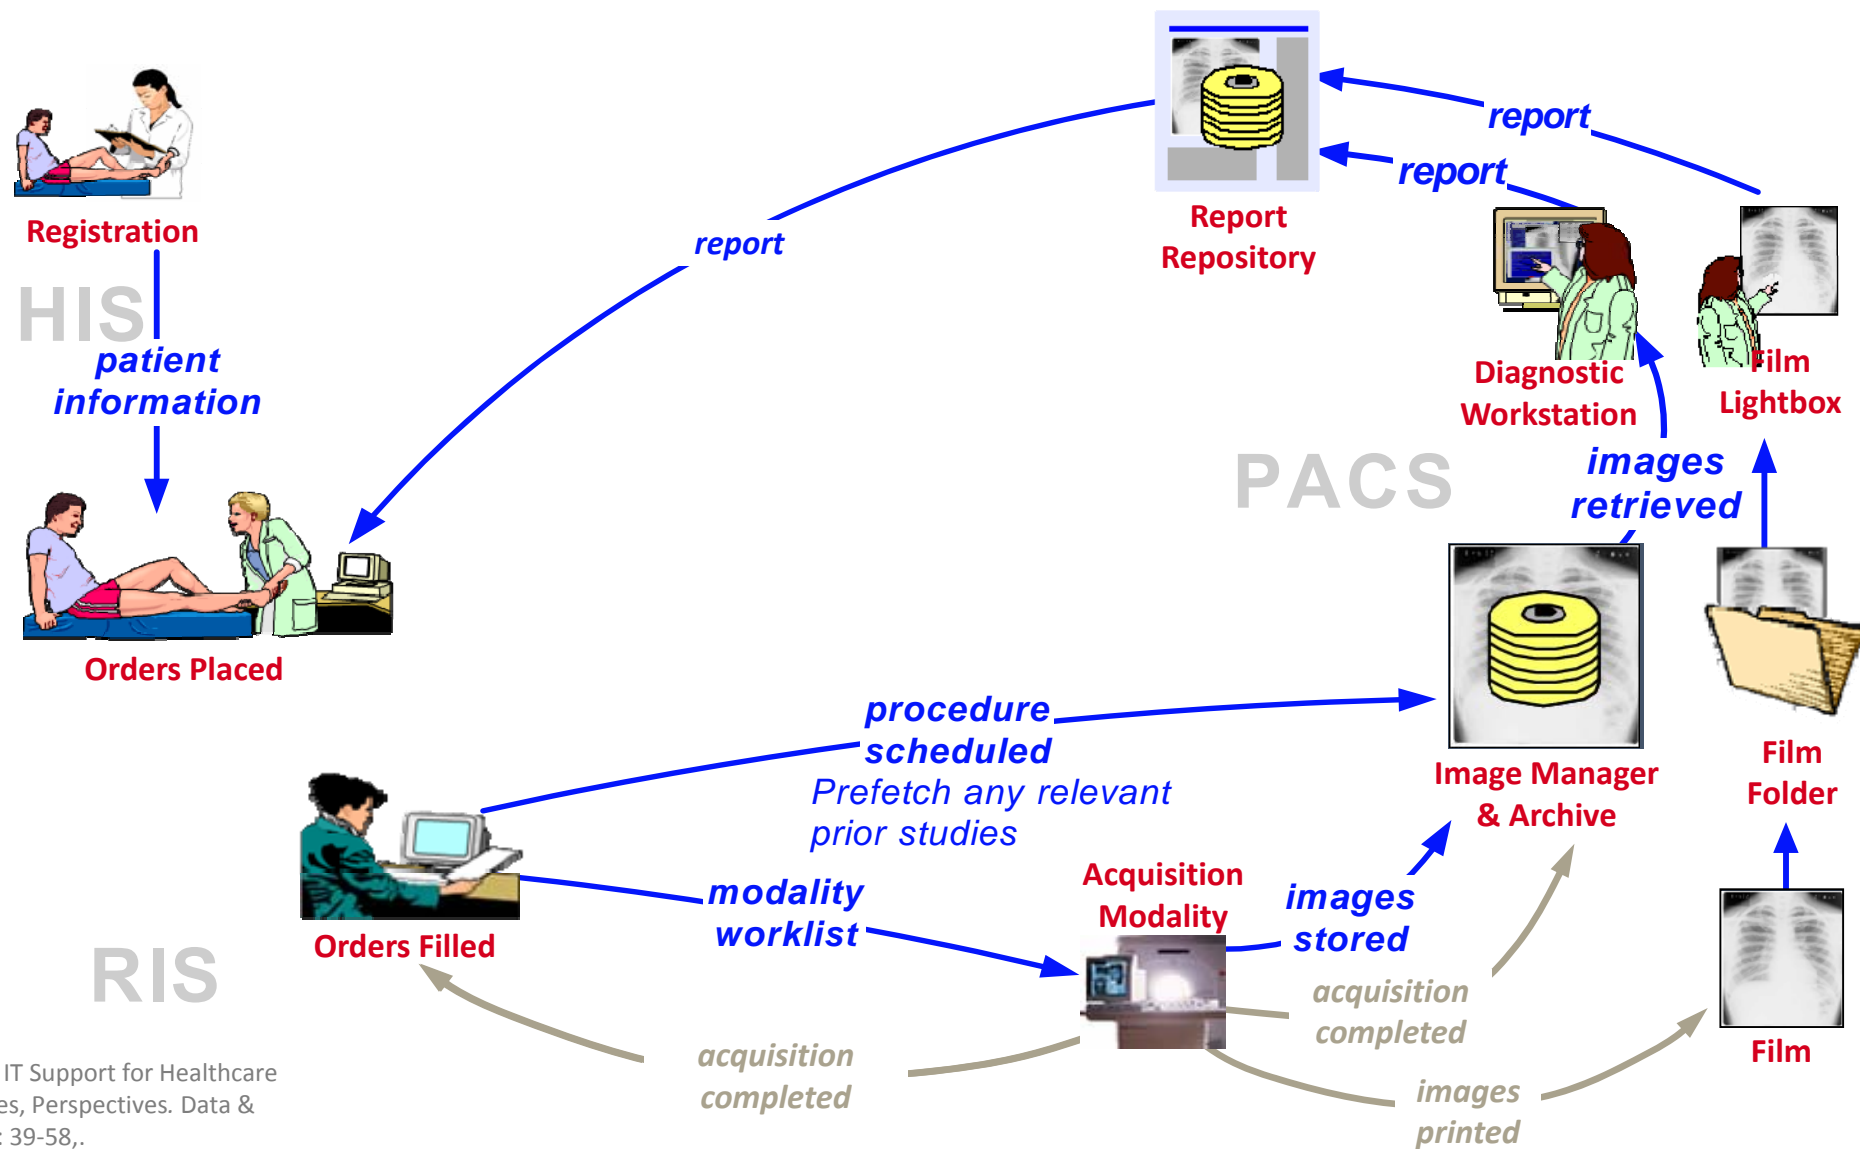 Registration
HIS
patient
information
Orders Placed
report
Report
Repository
report
report
Diagnostic
Workstation
Film
Lightbox
PACS
images
retrieved
procedure
scheduled
Prefetch any relevant
prior studies
Image Manager
& Archive
Film
Folder
Orders Filled
modality
worklist
Acquisition
Modality
images
stored
RIS
acquisition
completed
acquisition
completed
images
printed
Film
IT Support for Healthcare
es, Perspectives. Data &
: 39-58,.